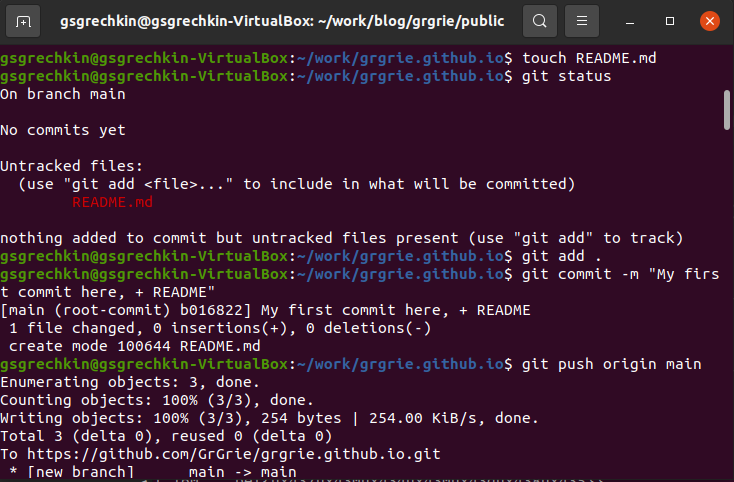 gsgrechkin@gsgrechkin-VirtualBox: ~/work/blog/grgrie/public
gsgrechkin@gsgrechkin-VirtualBox:~/work/grgrie.github.io$ touch README.md
gsgrechkin@gsgrechkin-VirtualBox:~/work/grgrie.github.io$ git status
On branch main
No commits yet
Untracked files:
  (use "git add <file>..." to include in what will be committed)
        README.md
nothing added to commit but untracked files present (use "git add" to track)
gsgrechkin@gsgrechkin-VirtualBox:~/work/grgrie.github.io$ git add .
gsgrechkin@gsgrechkin-VirtualBox:~/work/grgrie.github.io$ git commit -m "My firs
t commit here, + README"
[main (root-commit) b016822] My first commit here, + README
 1 file changed, 0 insertions(+), 0 deletions(-)
 create mode 100644 README.md
gsgrechkin@gsgrechkin-VirtualBox:~/work/grgrie.github.io$ git push origin main
Enumerating objects: 3, done.
Counting objects: 100% (3/3), done.
Writing objects: 100% (3/3), 254 bytes | 254.00 KiB/s, done.
Total 3 (delta 0), reused 0 (delta 0)
To https://github.com/GrGrie/grgrie.github.io.git
 * [new branch]      main -> main